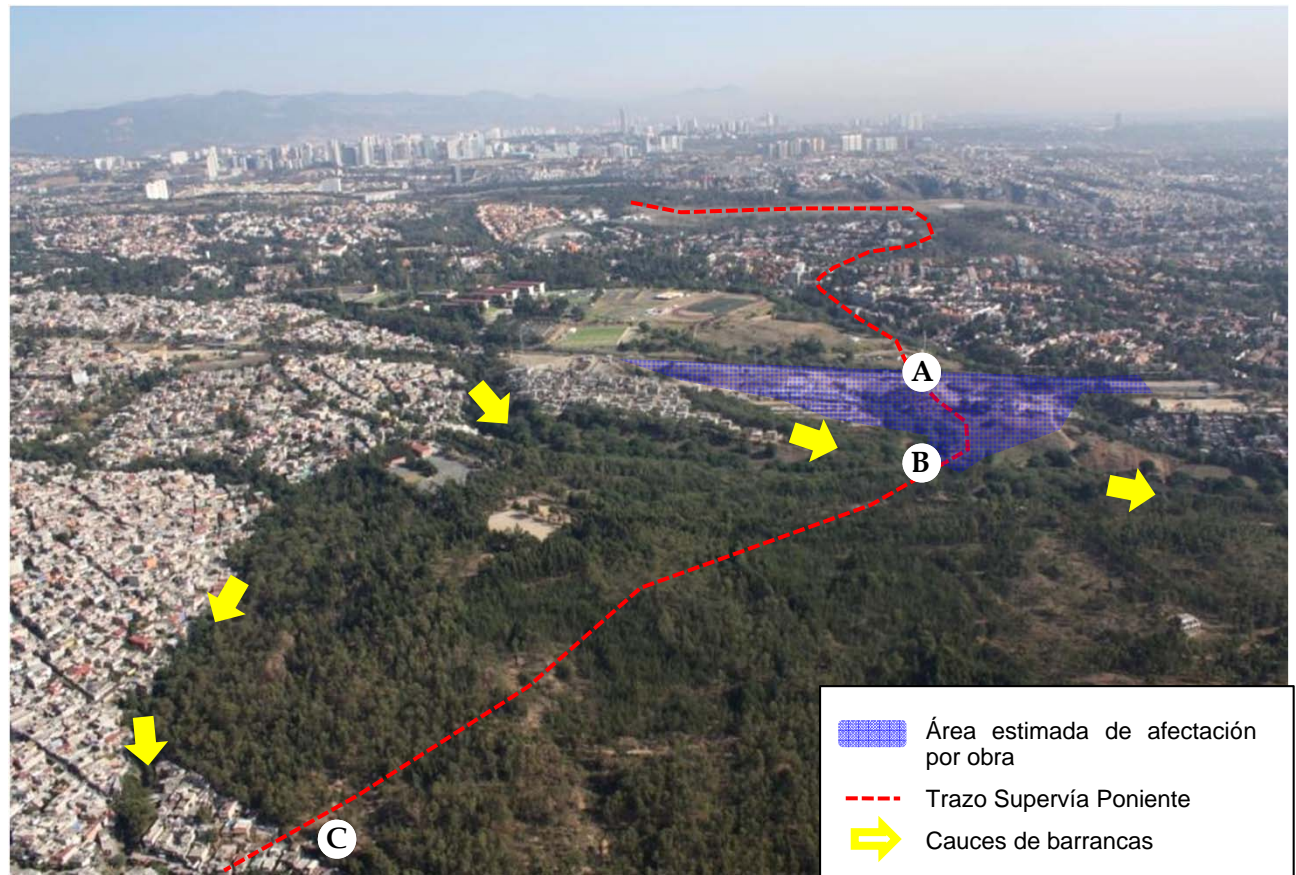 A
B
C
Área estimada de afectación
por obra
Trazo Supervía Poniente
Cauces de barrancas